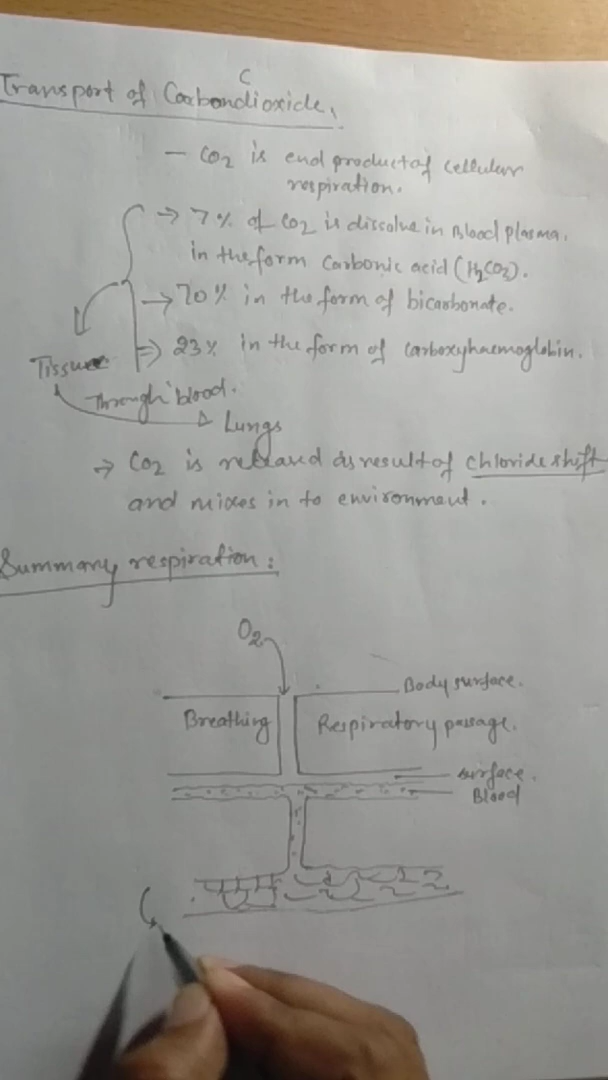 C
Transport of Carbondioxide.
- CO2 is end product of cellular
respiration.
→ 7% of CO2 is dissolve in Blood plasma.
in the form Carbonic acid (H2CO3).
→ 70% in the form of bicarbonate.
⇒ 23% in the form of carboxyhaemoglobin.
Tissue
Through blood.
Lungs
→ CO2 is released as result of chloride shift
and mixes in to environment.
Summary respiration:
O2
Body surface.
Breathing
Respiratory passage.
surface.
Blood